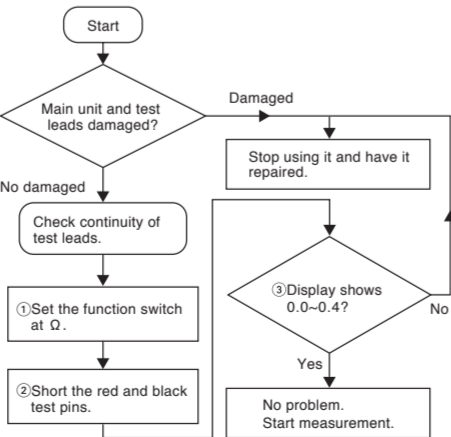 Start
Main unit and test
leads damaged?
Damaged
Stop using it and have it
repaired.
No damaged
Check continuity of
test leads.
①Set the function switch
at Ω.
②Short the red and black
test pins.
③Display shows
0.0~0.4?
No
Yes
No problem.
Start measurement.